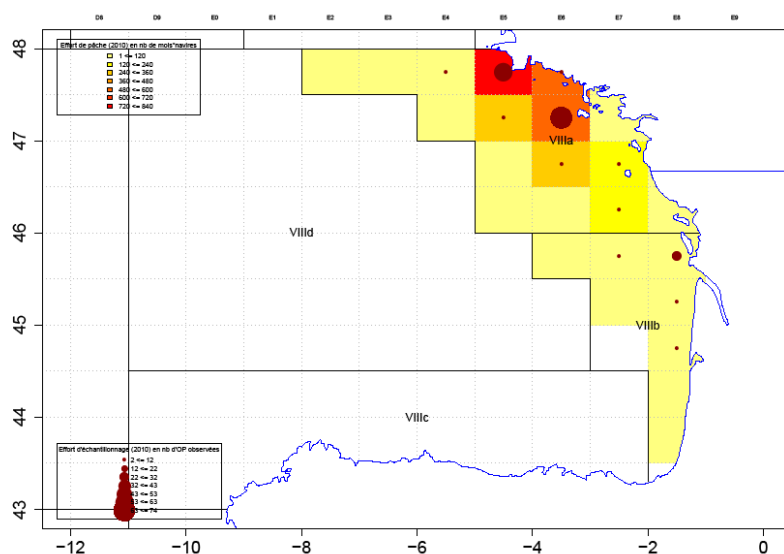 D8 D9 E0 E1 E2 E3 E4 E5 E6 E7 E8 E9
Effort de pêche (2010) en nb de mois*navires
1 <= 120
120 <= 240
240 <= 360
360 <= 480
480 <= 600
600 <= 720
720 <= 840
48
47
46
45
44
43
VIIIa
VIIId
VIIIb
VIIIc
Effort d'échantillonnage (2010) en nb d'OP observées
2 <= 12
12 <= 22
22 <= 32
32 <= 43
43 <= 53
<= 63
<= 74
−12 −10 −8 −6 −4 −2 0